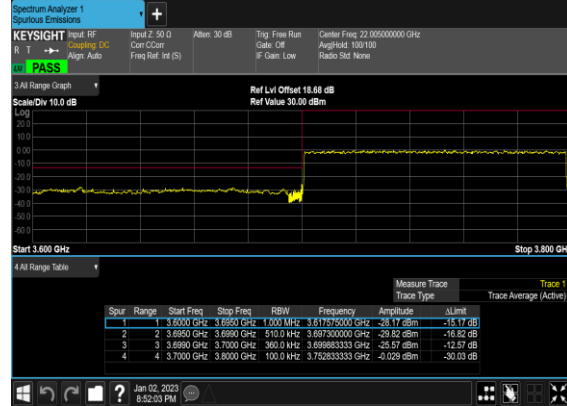 Spectrum Analyzer 1
Spurious Emissions
+
KEYSIGHT Input: RF Input Z: 50 Ω Atten: 30 dB Trig: Free Run Center Freq: 22.005000000 GHz
R T Coupling: DC Corr CCorr Gate: Off Avg|Hold: 100/100
Align: Auto Freq Ref: Int (S) IF Gain: Low Radio Std: None
PASS
3 All Range Graph
Ref Lvl Offset 18.68 dB
Scale/Div 10.0 dB Ref Value 30.00 dBm
Log
20.0
10.0
0.00
-10.0
-20.0
-30.0
-40.0
-50.0
-60.0
Start 3.600 GHz Stop 3.800 GH
4 All Range Table
Measure Trace Trace 1
Trace Type Trace Average (Active)
Spur Range Start Freq Stop Freq RBW Frequency Amplitude ΔLimit
1 1 3.6000 GHz 3.6950 GHz 1.000 MHz 3.617575000 GHz -28.17 dBm -15.17 dB
2 2 3.6950 GHz 3.6990 GHz 510.0 kHz 3.697300000 GHz -29.82 dBm -16.82 dB
3 3 3.6990 GHz 3.7000 GHz 360.0 kHz 3.699883333 GHz -25.57 dBm -12.57 dB
4 4 3.7000 GHz 3.8000 GHz 100.0 kHz 3.752833333 GHz -0.029 dBm -30.03 dB
? Jan 02, 2023
8:52:03 PM